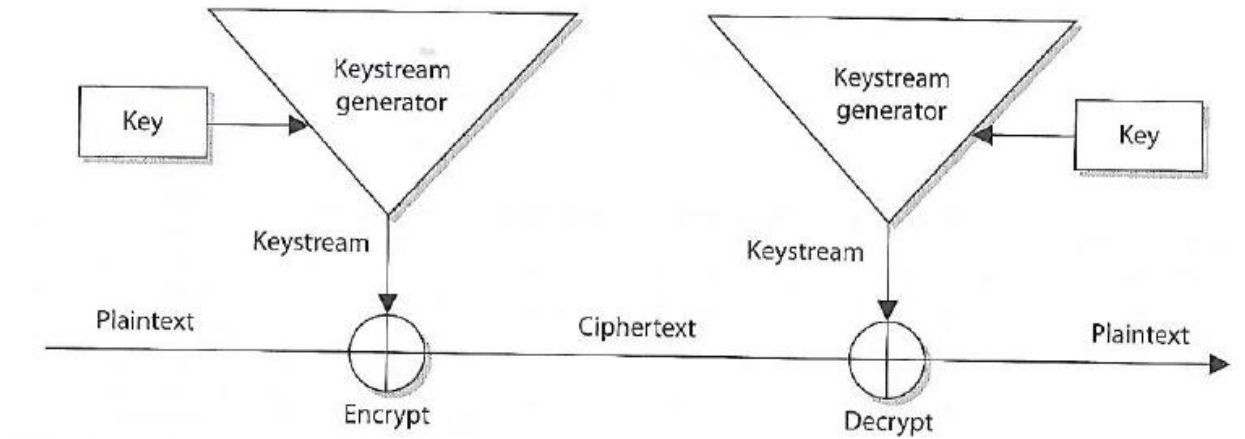 Keystream
generator
Key
Keystream
Plaintext
Encrypt
Ciphertext
Keystream
generator
Key
Keystream
Decrypt
Plaintext